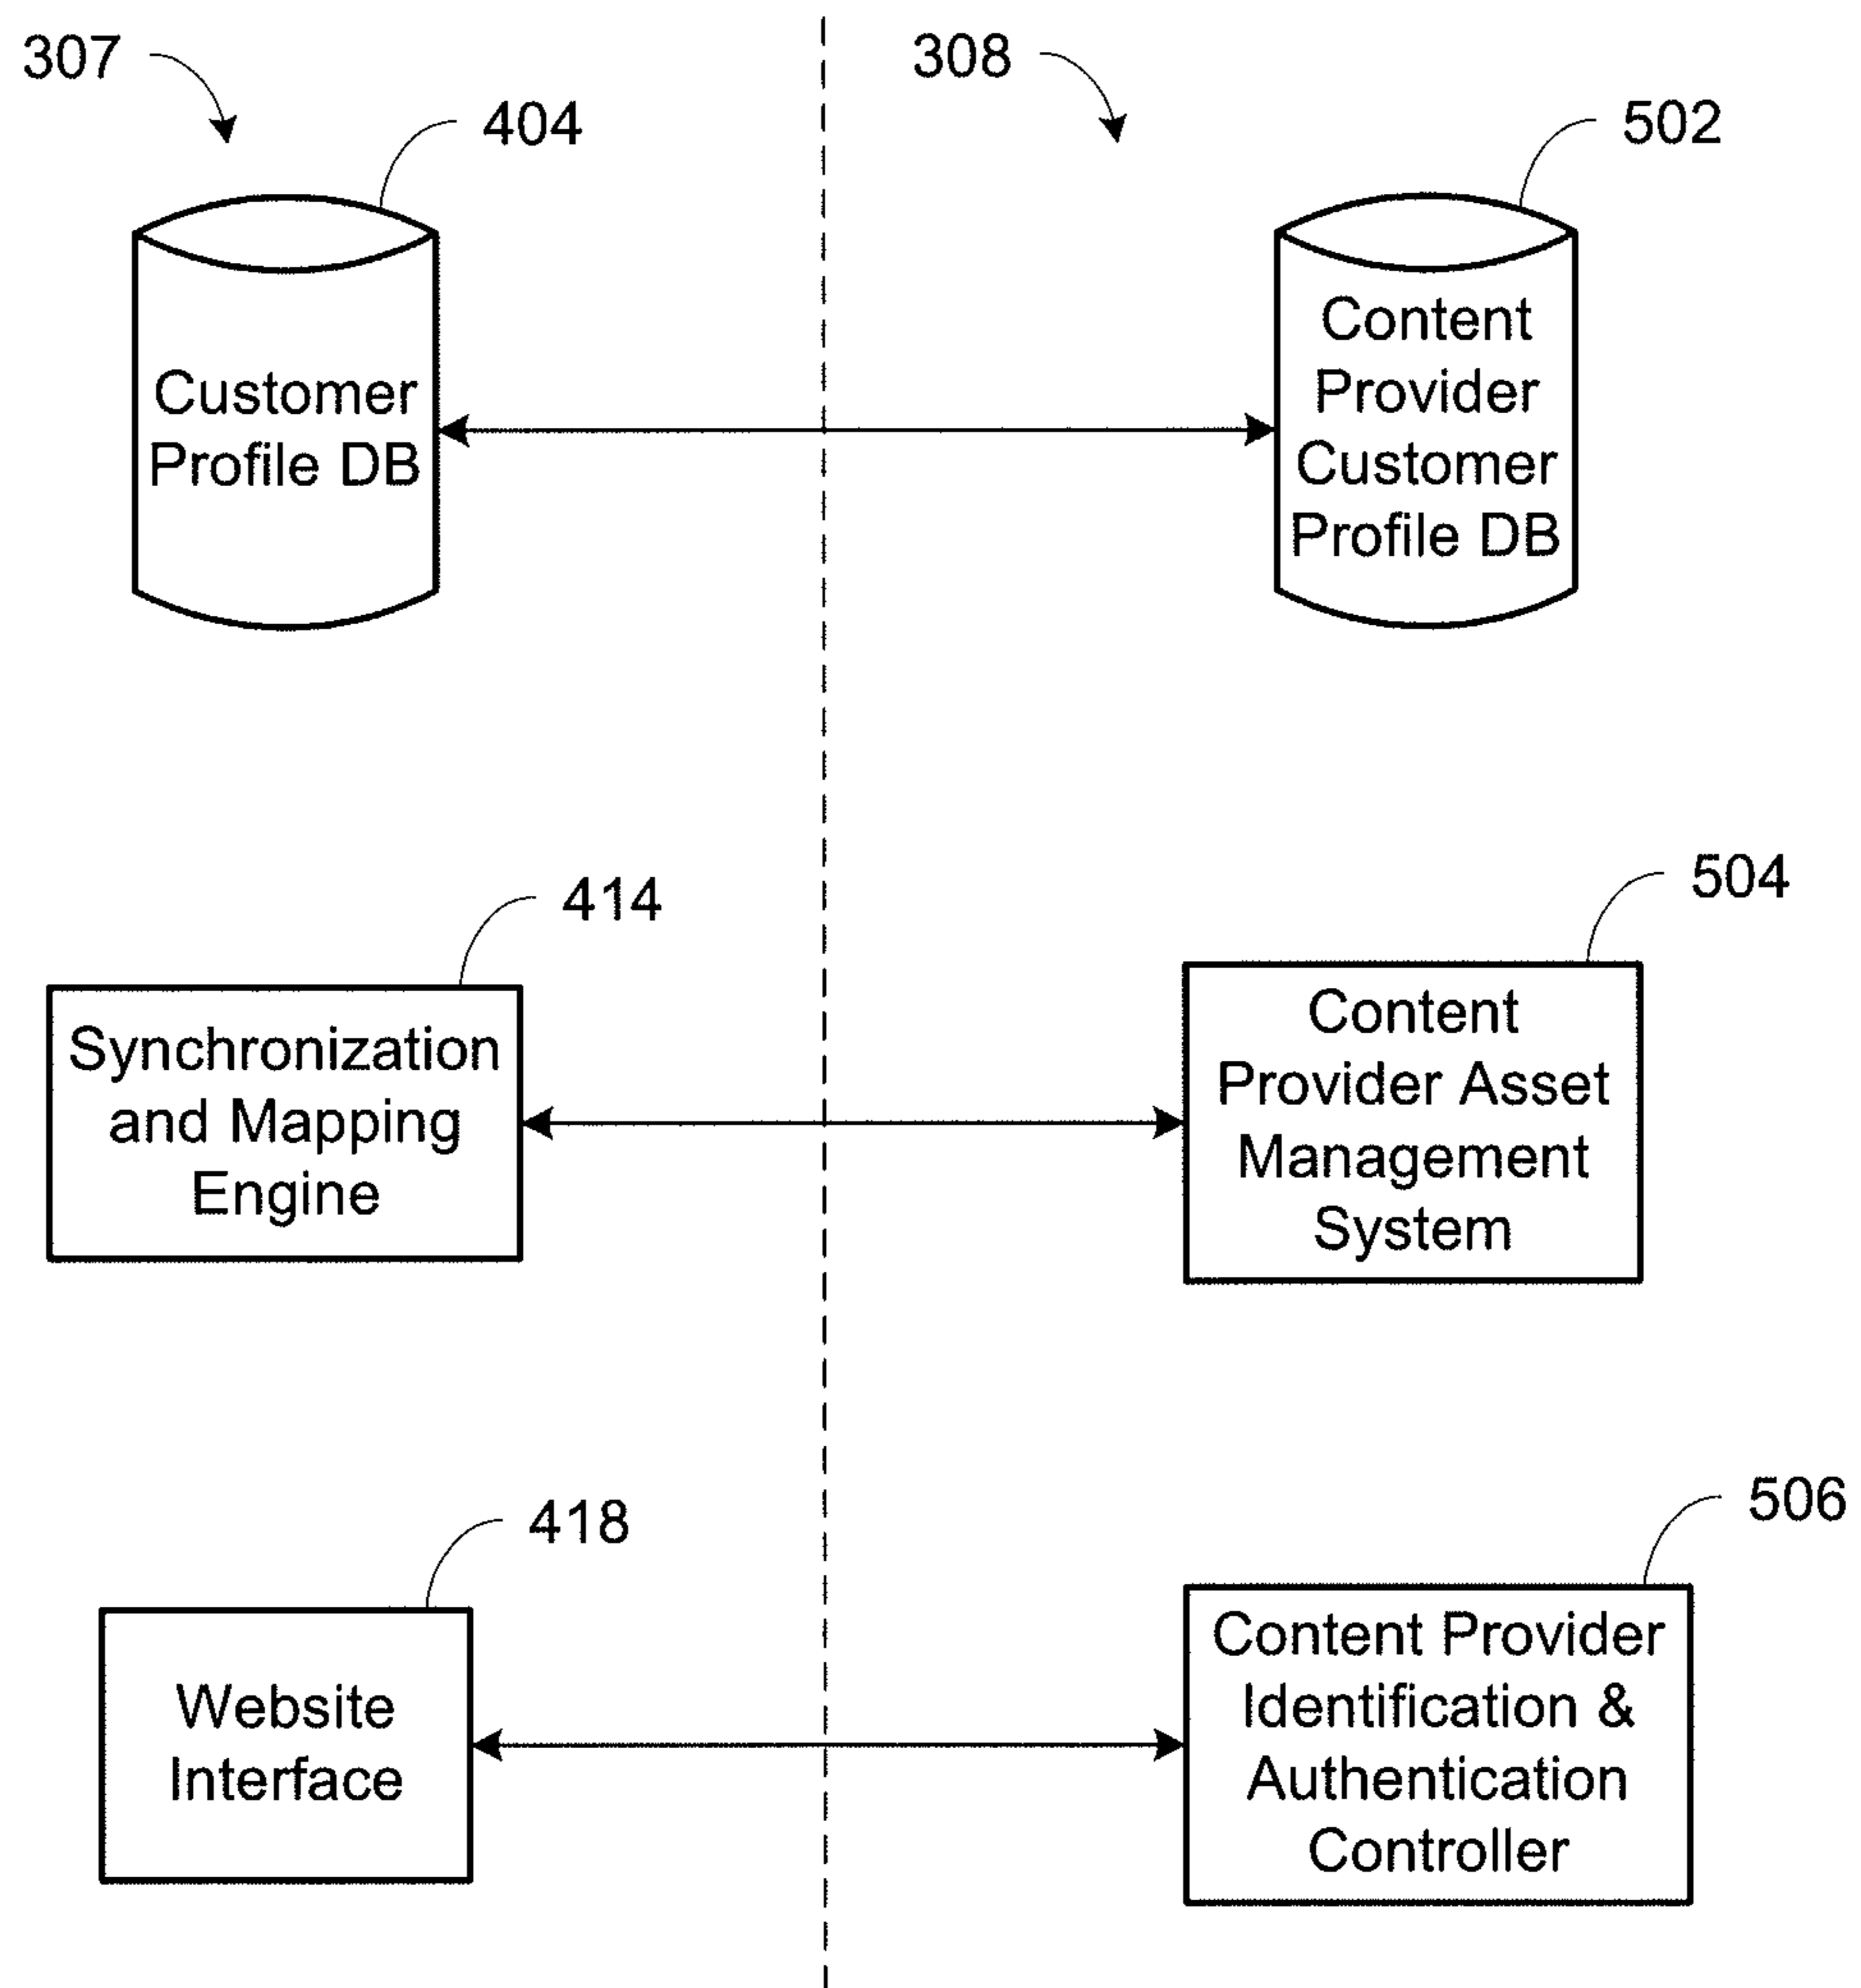 307
308
404
502
Customer
Profile DB
Content
Provider
Customer
Profile DB
414
504
Synchronization
and Mapping
Engine
Content
Provider Asset
Management
System
418
506
Website
Interface
Content Provider
Identification &
Authentication
Controller